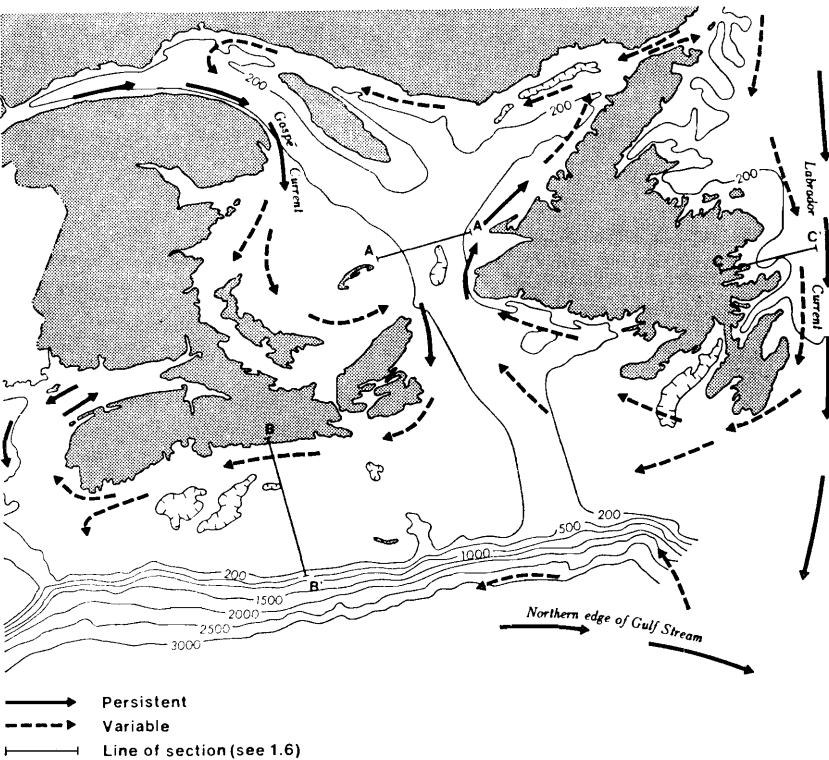 200
Gaspé
Current
200
200
Labrador
Current
A
A'
C
C'
B
B'
200
500
1000
200
1500
2000
2500
3000
Northern edge of Gulf Stream
Persistent
Variable
Line of section (see 1.6)